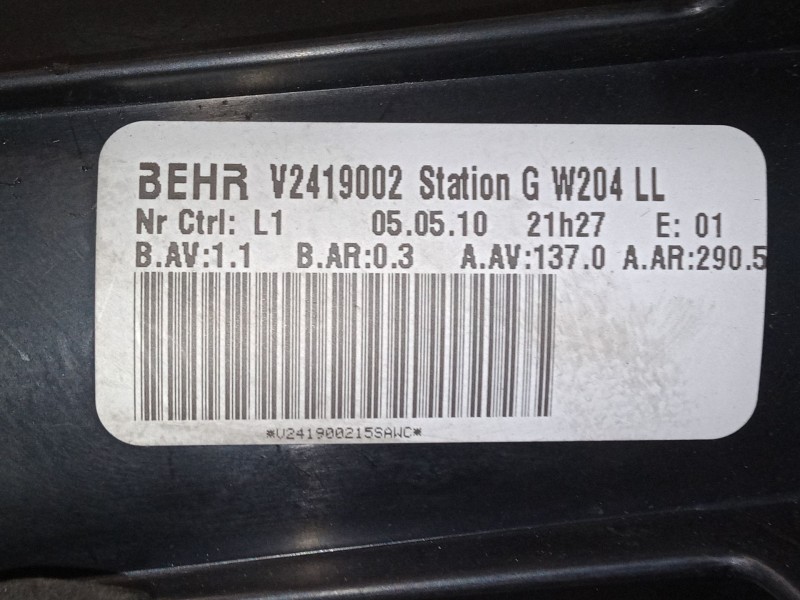 BEHR V2419002 Station G W204 LL
Nr Ctrl: L1 05.05.10 21h27 E: 01
B.AV:1.1 B.AR:0.3 A.AV:137.0 A.AR:290.5
*V241900215SAWC*